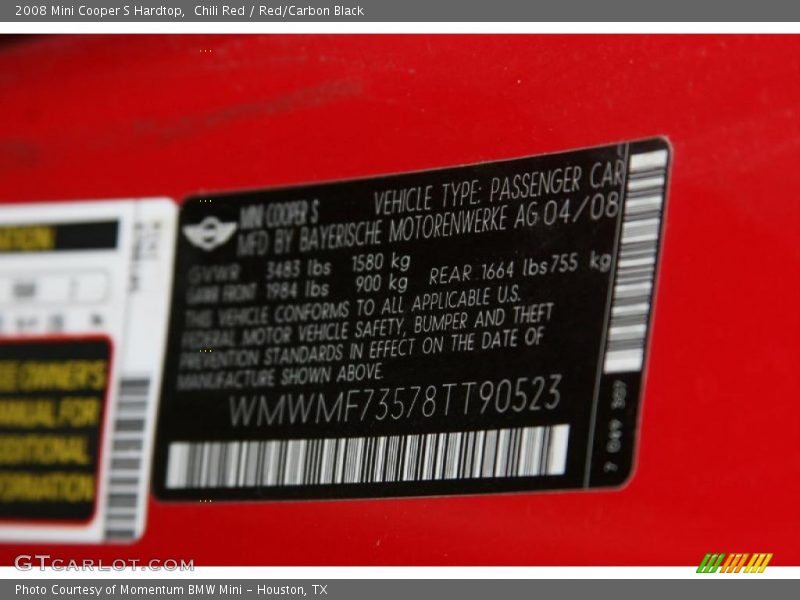 2008 Mini Cooper S Hardtop, Chili Red / Red/Carbon Black
MINI COOPER S VEHICLE TYPE: PASSENGER CAR
MFD BY BAYERISCHE MOTORENWERKE AG 04/08
GVWR 3483 lbs 1580 kg
GAWR FRONT 1984 lbs 900 kg REAR 1664 lbs 755 kg
THIS VEHICLE CONFORMS TO ALL APPLICABLE U.S.
FEDERAL MOTOR VEHICLE SAFETY, BUMPER AND THEFT
PREVENTION STANDARDS IN EFFECT ON THE DATE OF
MANUFACTURE SHOWN ABOVE
WMWMF73578TT90523
7 049 307
SEE OWNER'S
MANUAL FOR
ADDITIONAL
INFORMATION
GTCARLOT.COM
Photo Courtesy of Momentum BMW Mini - Houston, TX